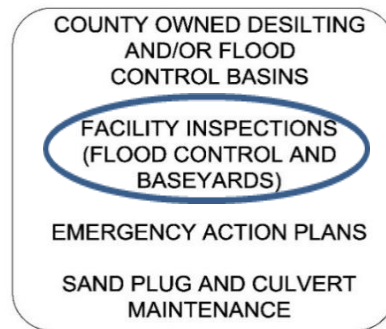 COUNTY OWNED DESILTING
AND/OR FLOOD
CONTROL BASINS
FACILITY INSPECTIONS
(FLOOD CONTROL AND
BASEYARDS)
EMERGENCY ACTION PLANS
SAND PLUG AND CULVERT
MAINTENANCE